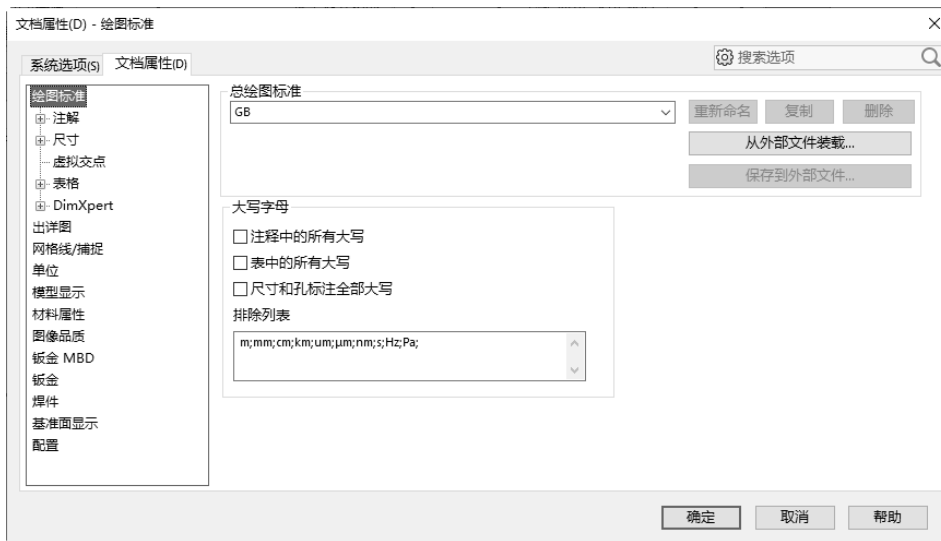 文档属性(D) - 绘图标准
系统选项(S) 文档属性(D)
搜索选项
绘图标准
注解
尺寸
虚拟交点
表格
DimXpert
出详图
网格线/捕捉
单位
模型显示
材料属性
图像品质
钣金 MBD
钣金
焊件
基准面显示
配置
总绘图标准
GB
重新命名 复制 删除
从外部文件装载...
保存到外部文件...
大写字母
注释中的所有大写
表中的所有大写
尺寸和孔标注全部大写
排除列表
m;mm;cm;km;um;µm;nm;s;Hz;Pa;
确定 取消 帮助